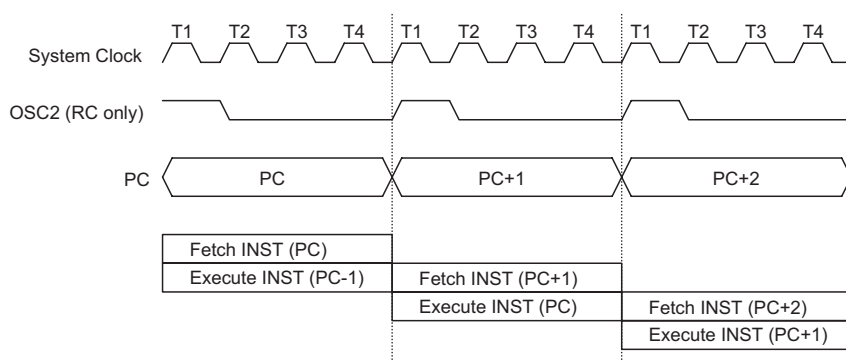 T1 T2 T3 T4 T1 T2 T3 T4 T1 T2 T3 T4
System Clock
OSC2 (RC only)
PC PC PC+1 PC+2
Fetch INST (PC)
Execute INST (PC-1) Fetch INST (PC+1)
Execute INST (PC) Fetch INST (PC+2)
Execute INST (PC+1)